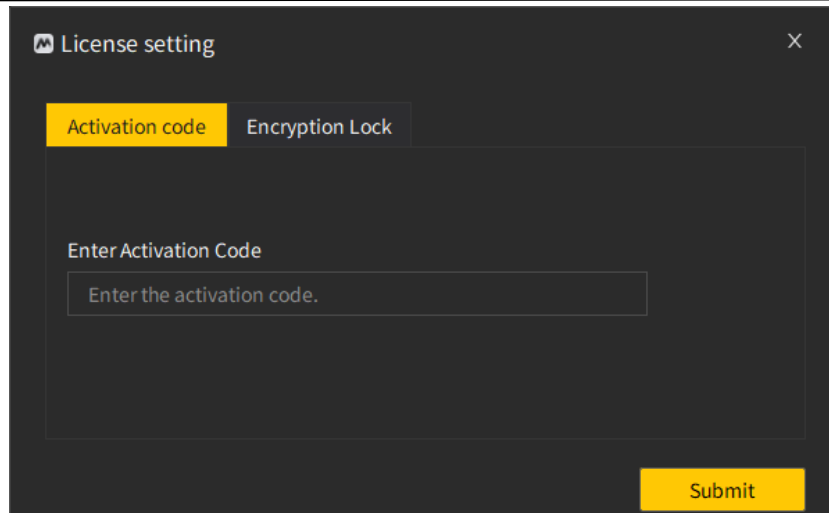 License setting
X
Activation code
Encryption Lock
Enter Activation Code
Enter the activation code.
Submit